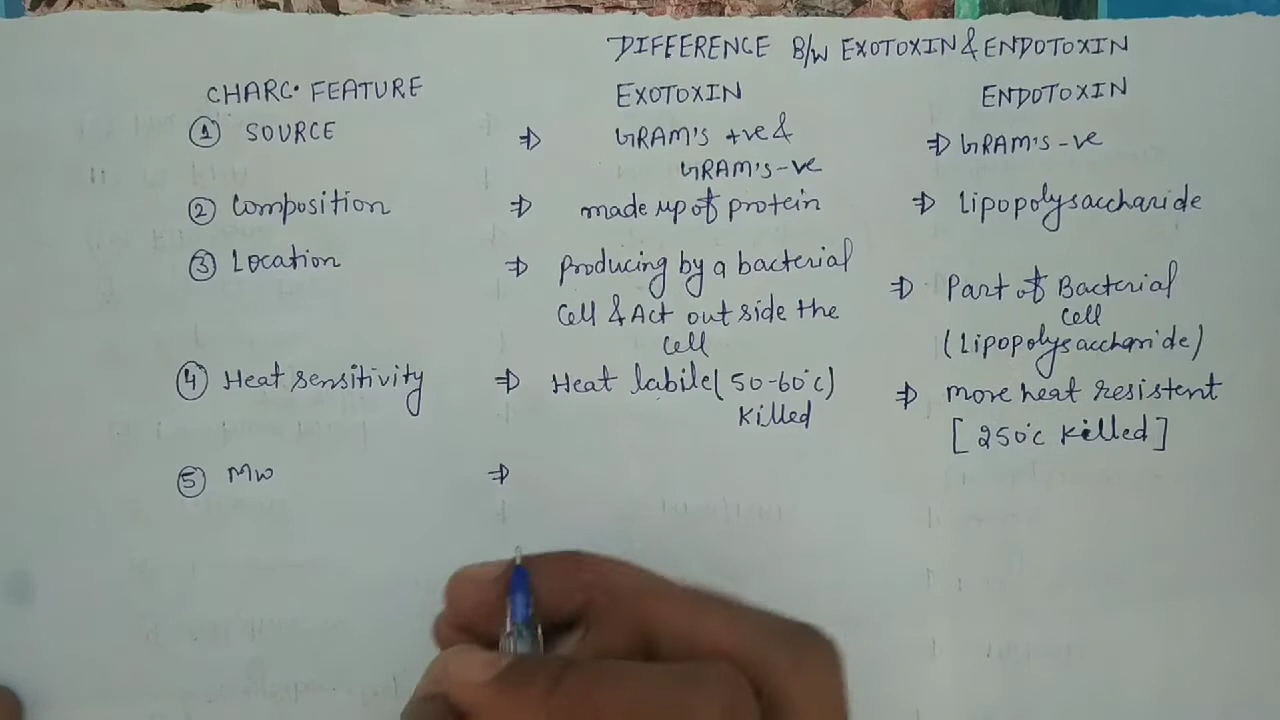 DIFFERENCE B/W EXOTOXIN & ENDOTOXIN
CHARC. FEATURE EXOTOXIN ENDOTOXIN
① SOURCE ⇒ GRAM'S +ve & ⇒ GRAM'S -ve
GRAM'S -ve
② Composition ⇒ made up of protein ⇒ Lipopolysaccharide
③ Location ⇒ Producing by a bacterial ⇒ Part of Bacterial
Cell & Act out side the Cell
Cell (Lipopolysaccharide)
④ Heat sensitivity ⇒ Heat labile (50-60°c) ⇒ more heat resistent
Killed [250°c Killed]
⑤ Mw ⇒